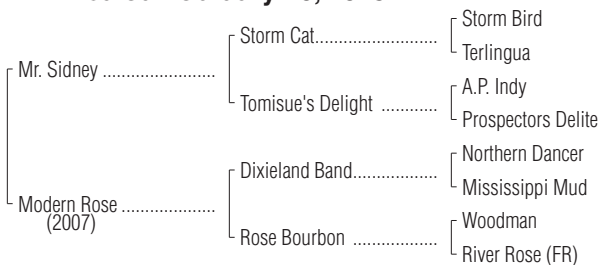 Mr. Sidney
Modern Rose
(2007)
Storm Cat
Tomisue's Delight
Dixieland Band
Rose Bourbon
Storm Bird
Terlingua
A.P. Indy
Prospectors Delite
Northern Dancer
Mississippi Mud
Woodman
River Rose (FR)